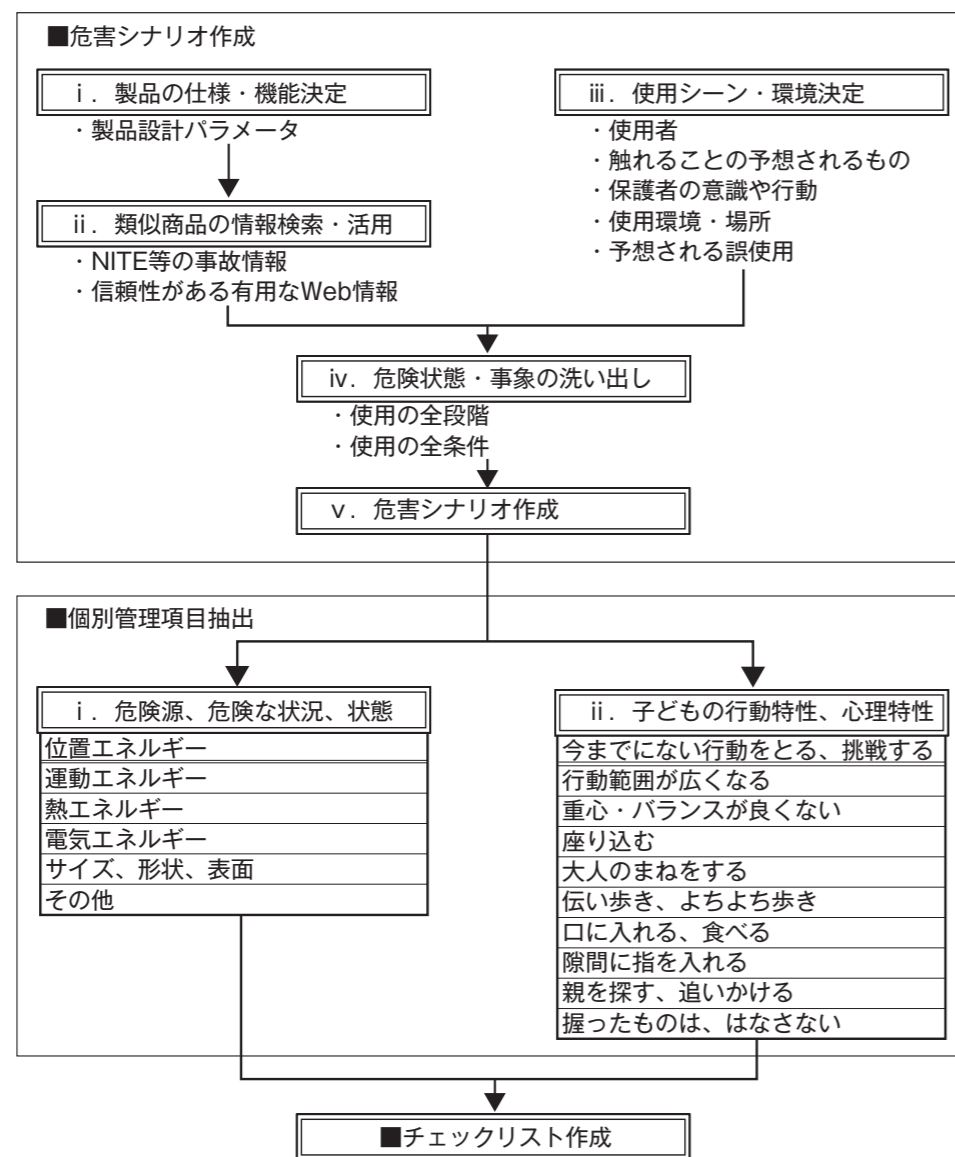 ■危害シナリオ作成
ⅰ．製品の仕様・機能決定
・製品設計パラメータ
ⅱ．類似商品の情報検索・活用
・NITE等の事故情報
・信頼性がある有用なWeb情報
ⅲ．使用シーン・環境決定
・使用者
・触れることの予想されるもの
・保護者の意識や行動
・使用環境・場所
・予想される誤使用
ⅳ．危険状態・事象の洗い出し
・使用の全段階
・使用の全条件
ⅴ．危害シナリオ作成
■個別管理項目抽出
ⅰ．危険源、危険な状況、状態
位置エネルギー
運動エネルギー
熱エネルギー
電気エネルギー
サイズ、形状、表面
その他
ⅱ．子どもの行動特性、心理特性
今までにない行動をとる、挑戦する
行動範囲が広くなる
重心・バランスが良くない
座り込む
大人のまねをする
伝い歩き、よちよち歩き
口に入れる、食べる
隙間に指を入れる
親を探す、追いかける
握ったものは、はなさない
■チェックリスト作成